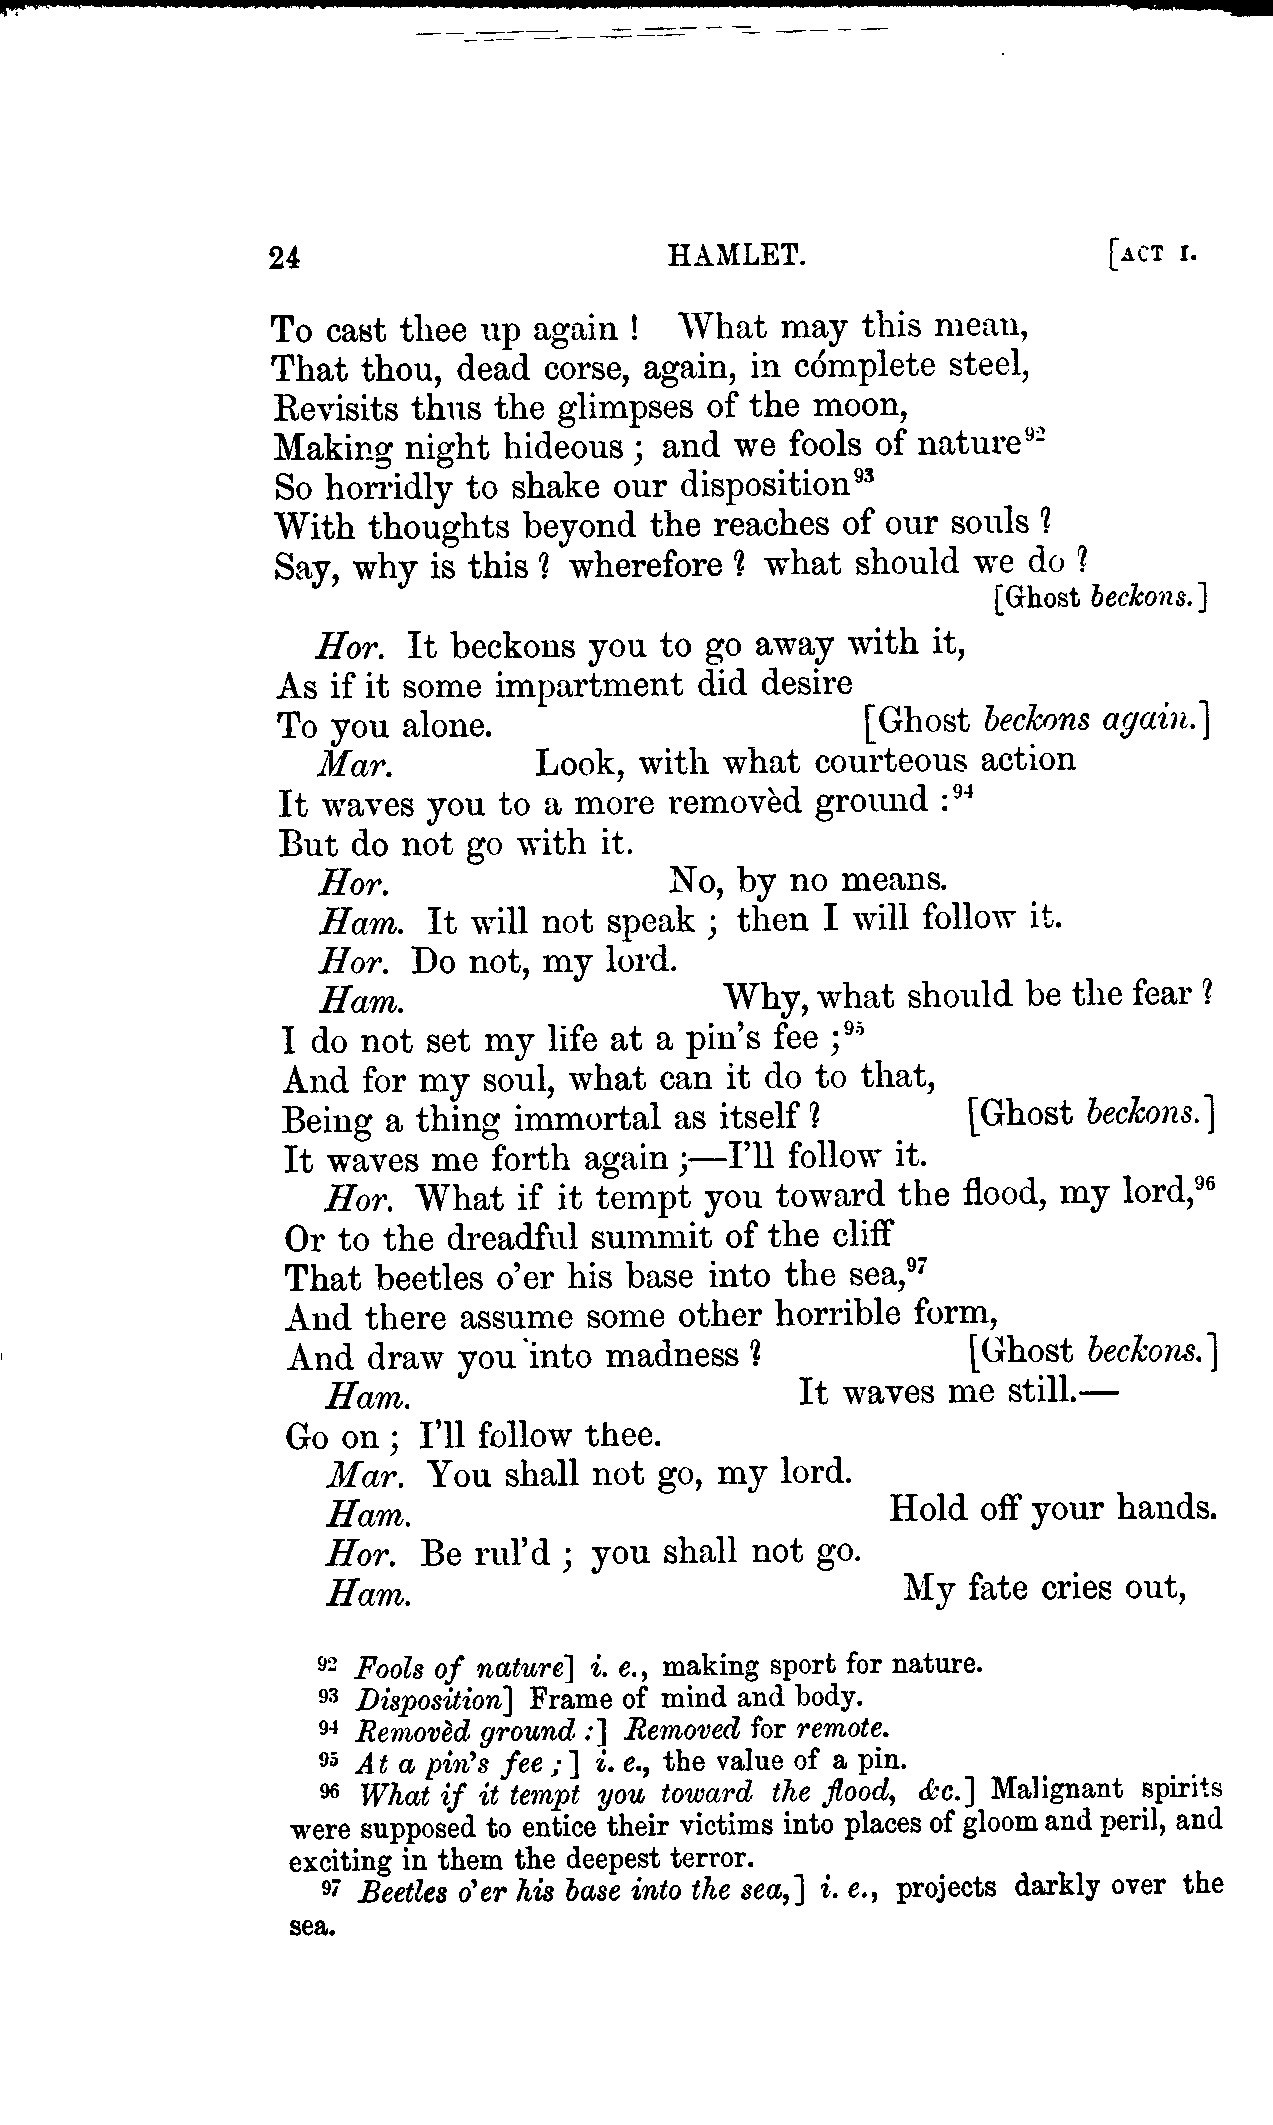 24 HAMLET. [ACT I.
To cast thee up again ! What may this mean,
That thou, dead corse, again, in cómplete steel,
Revisits thus the glimpses of the moon,
Making night hideous ; and we fools of nature⁹²
So horridly to shake our disposition⁹³
With thoughts beyond the reaches of our souls ?
Say, why is this ? wherefore ? what should we do ?
[Ghost beckons.]
Hor. It beckons you to go away with it,
As if it some impartment did desire
To you alone. [Ghost beckons again.]
Mar. Look, with what courteous action
It waves you to a more removèd ground :⁹⁴
But do not go with it.
Hor. No, by no means.
Ham. It will not speak ; then I will follow it.
Hor. Do not, my lord.
Ham. Why, what should be the fear ?
I do not set my life at a pin's fee ;⁹⁵
And for my soul, what can it do to that,
Being a thing immortal as itself ? [Ghost beckons.]
It waves me forth again ;—I'll follow it.
Hor. What if it tempt you toward the flood, my lord,⁹⁶
Or to the dreadful summit of the cliff
That beetles o'er his base into the sea,⁹⁷
And there assume some other horrible form,
And draw you into madness ? [Ghost beckons.]
Ham. It waves me still.—
Go on ; I'll follow thee.
Mar. You shall not go, my lord.
Ham. Hold off your hands.
Hor. Be rul'd ; you shall not go.
Ham. My fate cries out,
⁹² Fools of nature] i. e., making sport for nature.
⁹³ Disposition] Frame of mind and body.
⁹⁴ Removèd ground :] Removed for remote.
⁹⁵ At a pin's fee ; ] i. e., the value of a pin.
⁹⁶ What if it tempt you toward the flood, &c.] Malignant spirits
were supposed to entice their victims into places of gloom and peril, and
exciting in them the deepest terror.
⁹⁷ Beetles o'er his base into the sea,] i. e., projects darkly over the
sea.